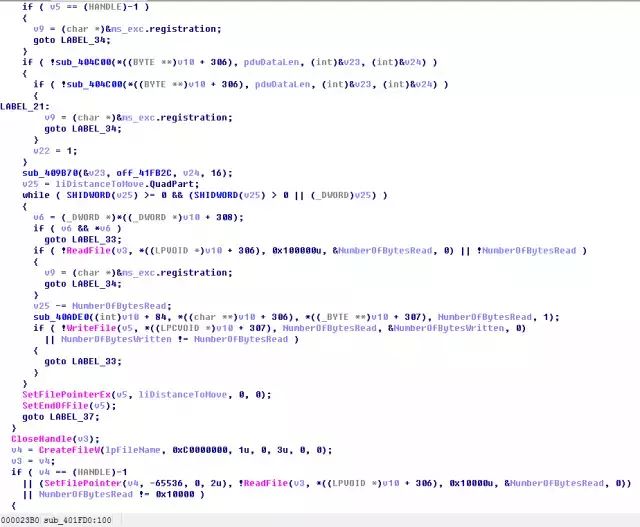 if ( v5 == (HANDLE)-1 )
{
v9 = (char *)&ms_exc.registration;
goto LABEL_34;
}
if ( !sub_404C00(*((BYTE **)v10 + 306), pdwDataLen, (int)&v23, (int)&v24) )
{
if ( !sub_404C00(*((BYTE **)v10 + 306), pdwDataLen, (int)&v23, (int)&v24) )
{
LABEL_21:
v9 = (char *)&ms_exc.registration;
goto LABEL_34;
}
v22 = 1;
}
sub_409B70(&v23, off_41FB2C, v24, 16);
v25 = liDistanceToMove.QuadPart;
while ( SHIDWORD(v25) >= 0 && (SHIDWORD(v25) > 0 || (_DWORD)v25) )
{
v6 = (_DWORD *)*((_DWORD *)v10 + 308);
if ( v6 && *v6 )
goto LABEL_33;
if ( !ReadFile(v3, *((LPVOID *)v10 + 306), 0x100000u, &NumberOfBytesRead, 0) || !NumberOfBytesRead )
{
v9 = (char *)&ms_exc.registration;
goto LABEL_34;
}
v25 -= NumberOfBytesRead;
sub_40ADE0((int)v10 + 84, *((char **)v10 + 306), *((_BYTE **)v10 + 307), NumberOfBytesRead, 1);
if ( !WriteFile(v5, *((LPCVOID *)v10 + 307), NumberOfBytesRead, &NumberOfBytesWritten, 0)
|| NumberOfBytesWritten != NumberOfBytesRead )
{
goto LABEL_33;
}
}
SetFilePointerEx(v5, liDistanceToMove, 0, 0);
SetEndOfFile(v5);
goto LABEL_37;
}
CloseHandle(v3);
v4 = CreateFileW(lpFileName, 0xC0000000, 1u, 0, 3u, 0, 0);
v3 = v4;
if ( v4 == (HANDLE)-1
|| (SetFilePointer(v4, -65536, 0, 2u), !ReadFile(v3, *((LPVOID *)v10 + 306), 0x10000u, &NumberOfBytesRead, 0))
|| NumberOfBytesRead != 0x10000 )
{
000023B0 sub_401FD0:100